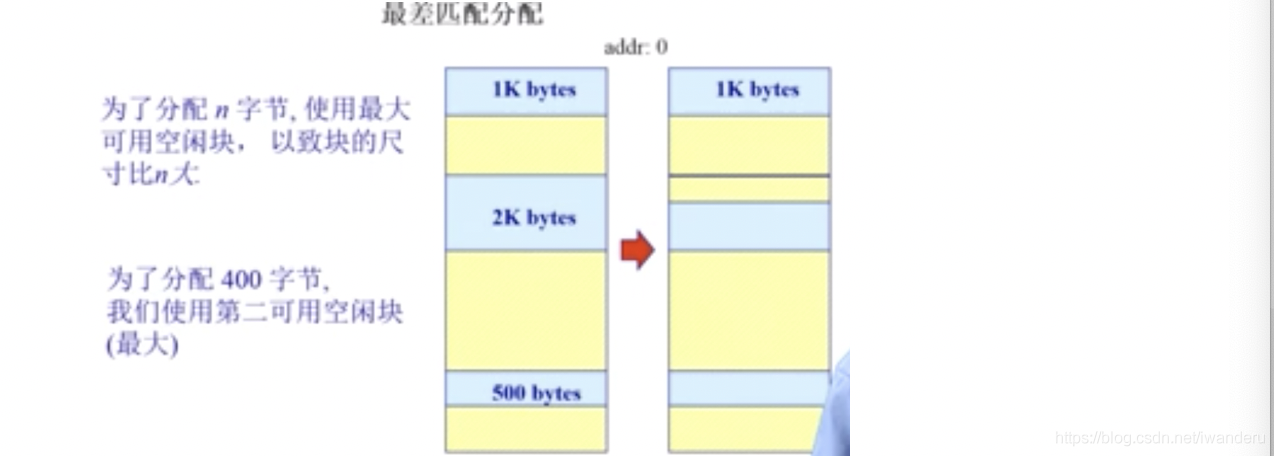 最差匹配分配
addr: 0
为了分配 n 字节, 使用最大
可用空闲块， 以致块的尺
寸比n大.
为了分配 400 字节,
我们使用第二可用空闲块
(最大)
1K bytes
2K bytes
500 bytes
1K bytes
https://blog.csdn.net/iwanderu